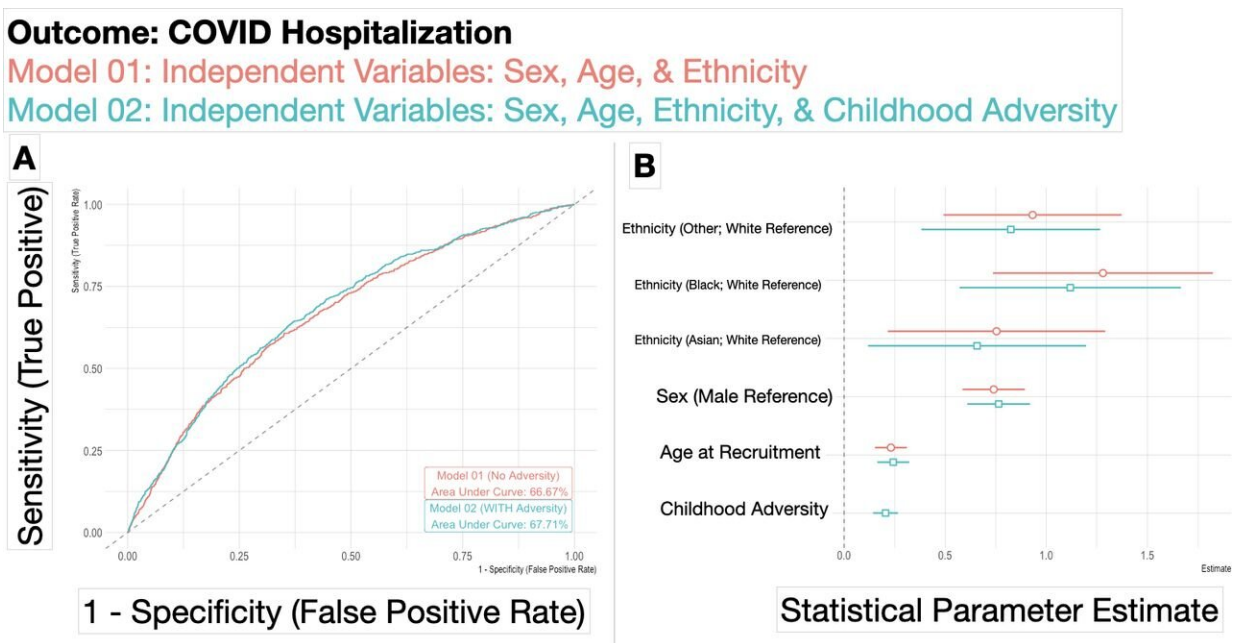 Outcome: COVID Hospitalization
Model 01: Independent Variables: Sex, Age, & Ethnicity
Model 02: Independent Variables: Sex, Age, Ethnicity, & Childhood Adversity
A
Sensitivity (True Positive)
Sensitivity (True Positive Rate)
1.00
0.75
0.50
0.25
0.00
Model 01 (No Adversity)
Area Under Curve: 66.67%
Model 02 (WITH Adversity)
Area Under Curve: 67.71%
0.00 0.25 0.50 0.75 1.00
1 - Specificity (False Positive Rate)
1 - Specificity (False Positive Rate)
B
Ethnicity (Other; White Reference)
Ethnicity (Black; White Reference)
Ethnicity (Asian; White Reference)
Sex (Male Reference)
Age at Recruitment
Childhood Adversity
0.0 0.5 1.0 1.5
Estimate
Statistical Parameter Estimate